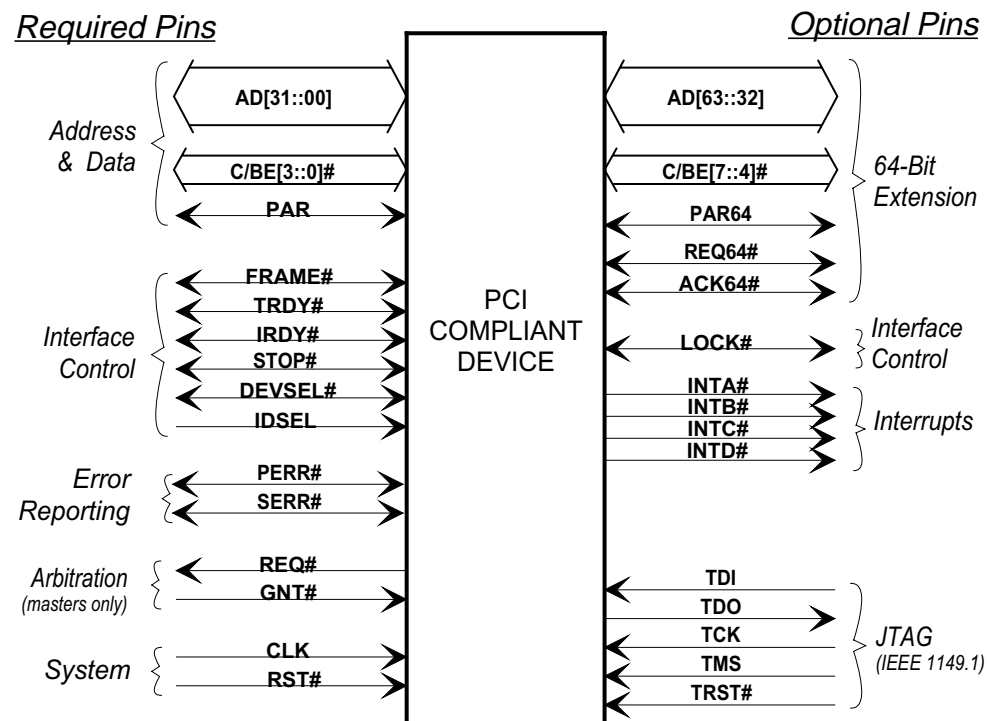 Required Pins
Address
& Data
AD[31::00]
C/BE[3::0]#
PAR
Interface
Control
FRAME#
TRDY#
IRDY#
STOP#
DEVSEL#
IDSEL
Error
Reporting
PERR#
SERR#
Arbitration
(masters only)
REQ#
GNT#
System
CLK
RST#
PCI
COMPLIANT
DEVICE
Optional Pins
AD[63::32]
C/BE[7::4]#
PAR64
REQ64#
ACK64#
64-Bit
Extension
LOCK#
Interface
Control
INTA#
INTB#
INTC#
INTD#
Interrupts
TDI
TDO
TCK
TMS
TRST#
JTAG
(IEEE 1149.1)